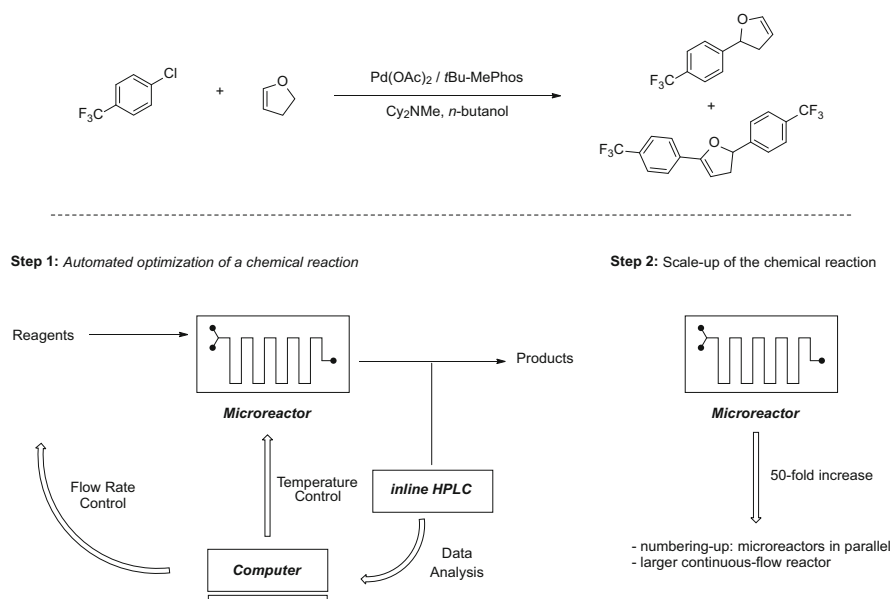 Cl
F3C
+
O
Pd(OAc)2 / tBu-MePhos
Cy2NMe, n-butanol
O
F3C
+
F3C
O
CF3
Step 1: Automated optimization of a chemical reaction
Step 2: Scale-up of the chemical reaction
Reagents
Products
Microreactor
Microreactor
Flow Rate
Control
Temperature
Control
inline HPLC
50-fold increase
Data
Analysis
Computer
- numbering-up: microreactors in parallel
- larger continuous-flow reactor